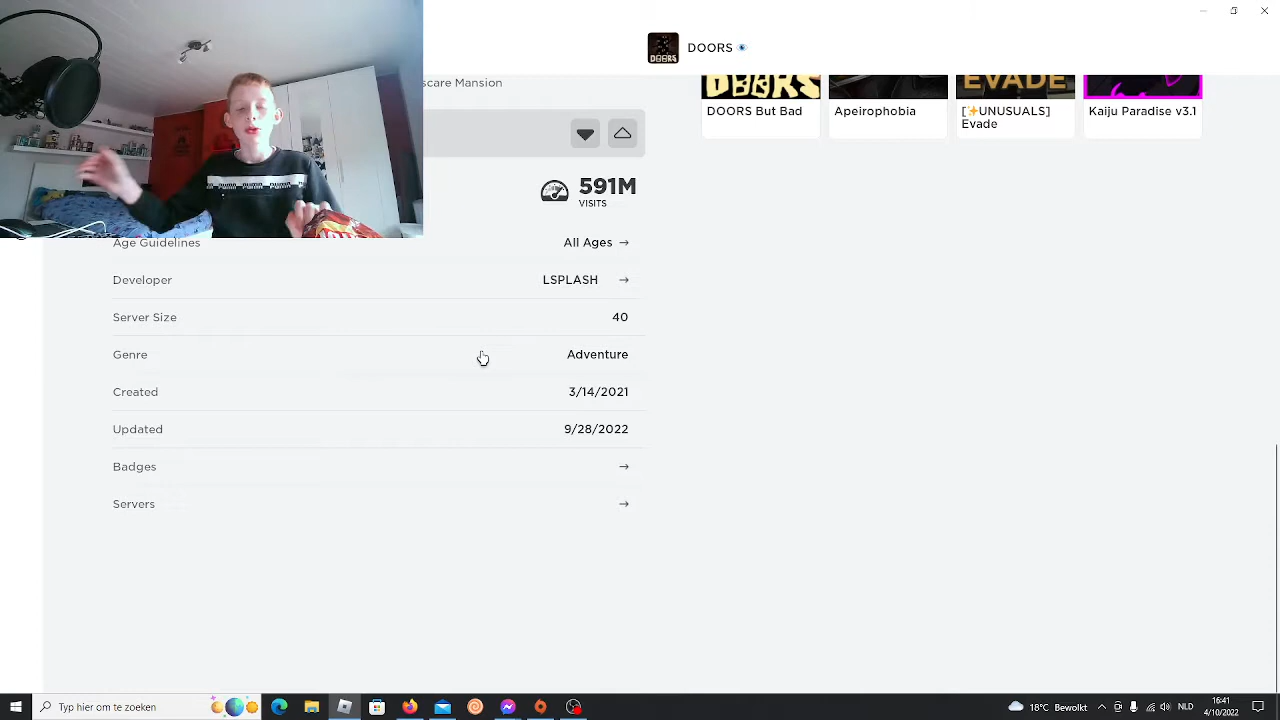 DOORS
scare Mansion
DOORS
EVADE
DOORS But Bad
Apeirophobia
[✨UNUSUALS]
Evade
Kaiju Paradise v3.1
591M
VISITS
Age Guidelines
All Ages →
Developer
LSPLASH →
Server Size
40
Genre
Adventure
Created
3/14/2021
Updated
9/28/2022
Badges →
Servers →
Typ hier om te zoeken
18°C Bewolkt
NLD
16:41
4/10/2022